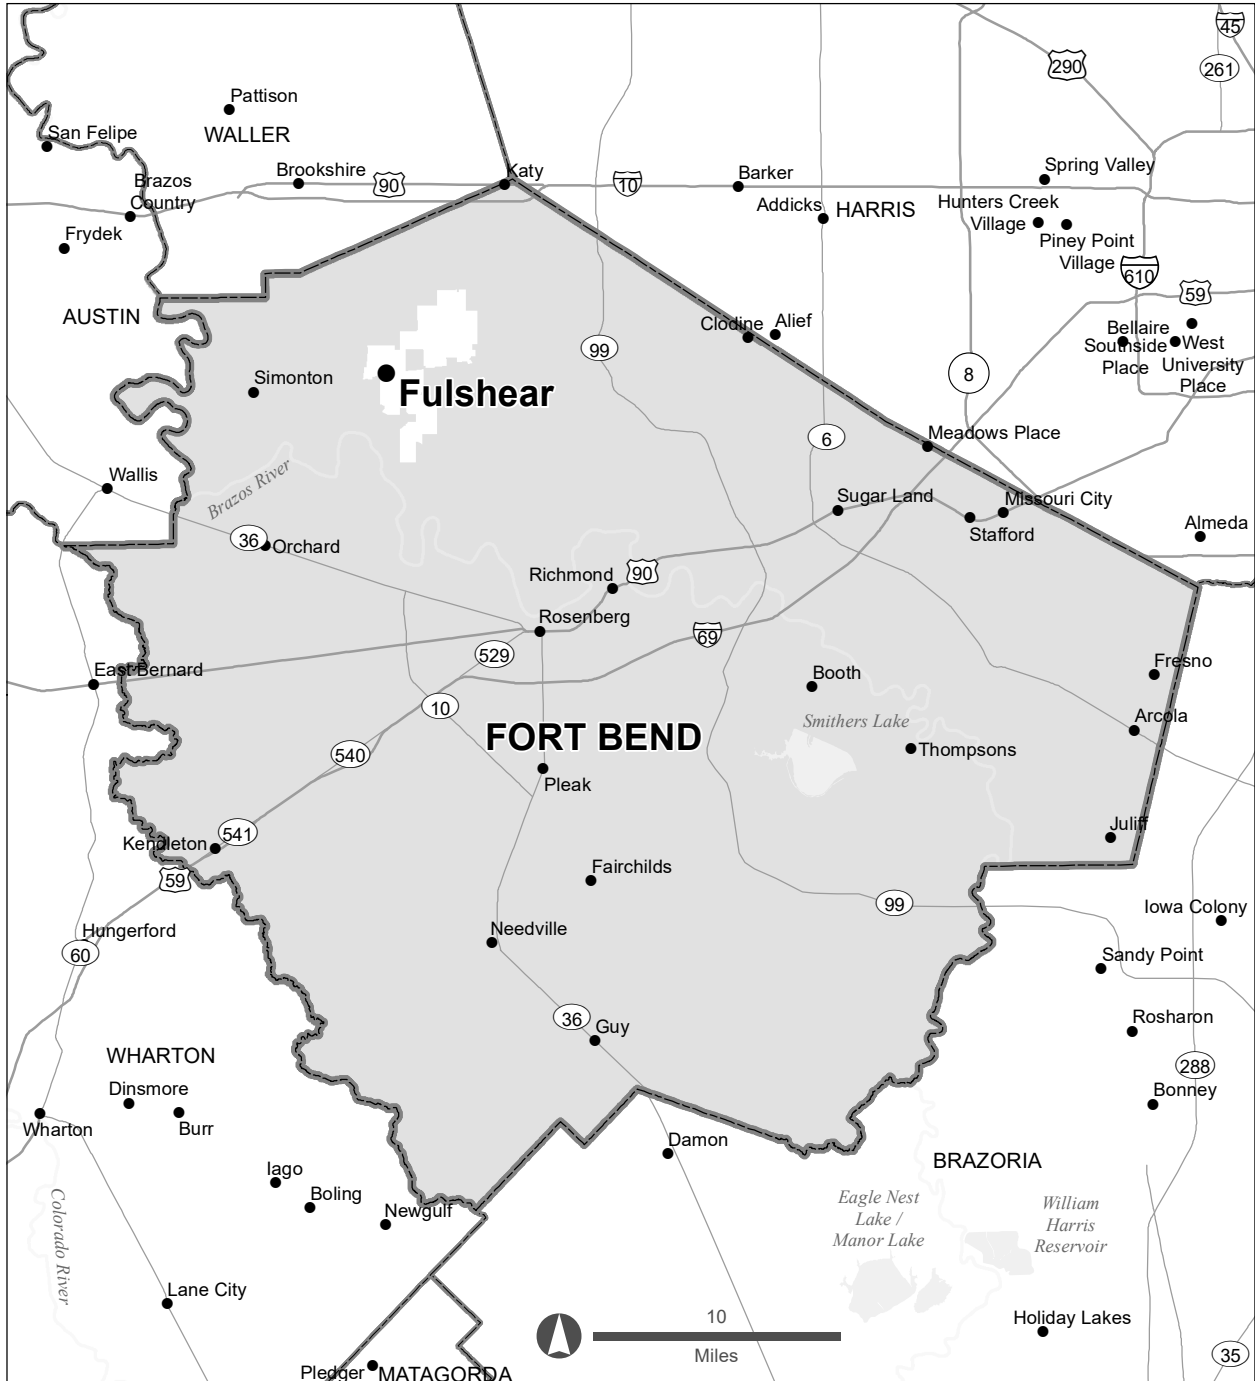 45
290
261
Pattison
WALLER
San Felipe
Brookshire
90
Katy
10
Barker
Spring Valley
Brazos
Country
Addicks
HARRIS
Hunters Creek
Village
Piney Point
Village
Frydek
610
59
AUSTIN
Clodine
Alief
Bellaire
Southside
Place
West
University
Place
99
8
Simonton
Fulshear
6
Meadows Place
Wallis
Brazos River
Sugar Land
Missouri City
Stafford
Almeda
36
Orchard
Richmond
90
Rosenberg
69
529
East Bernard
Booth
Fresno
10
Smithers Lake
Arcola
FORT BEND
Thompsons
540
Pleak
541
Kendleton
Juliff
59
Fairchilds
99
Iowa Colony
Hungerford
60
Needville
Sandy Point
36
Guy
Rosharon
WHARTON
288
Dinsmore
Bonney
Wharton
Burr
Damon
BRAZORIA
Iago
Boling
Newgulf
Eagle Nest
Lake /
Manor Lake
William
Harris
Reservoir
Colorado River
Lane City
10
Miles
Holiday Lakes
35
Pledger
MATAGORDA